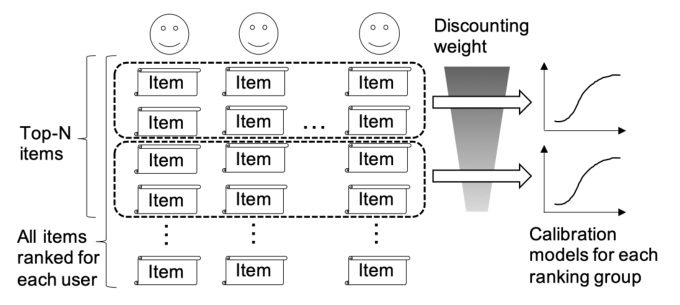 Discounting
weight
Item Item Item
Item Item ... Item
Top-N
items
Item Item Item
Item Item Item
All items
ranked for
each user
Item Item Item
Calibration
models for each
ranking group